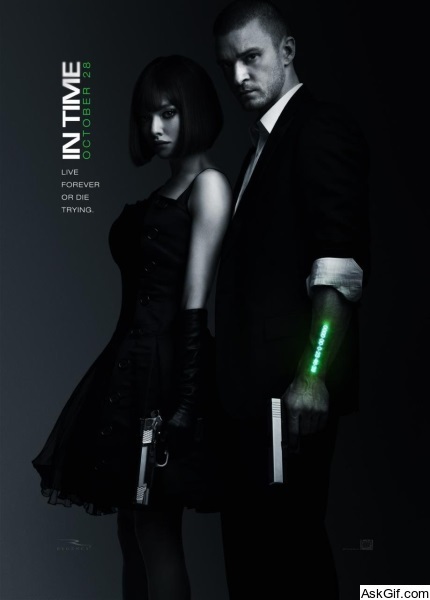 IN TIME
OCTOBER 28
LIVE
FOREVER
OR DIE
TRYING.
AskGif.com